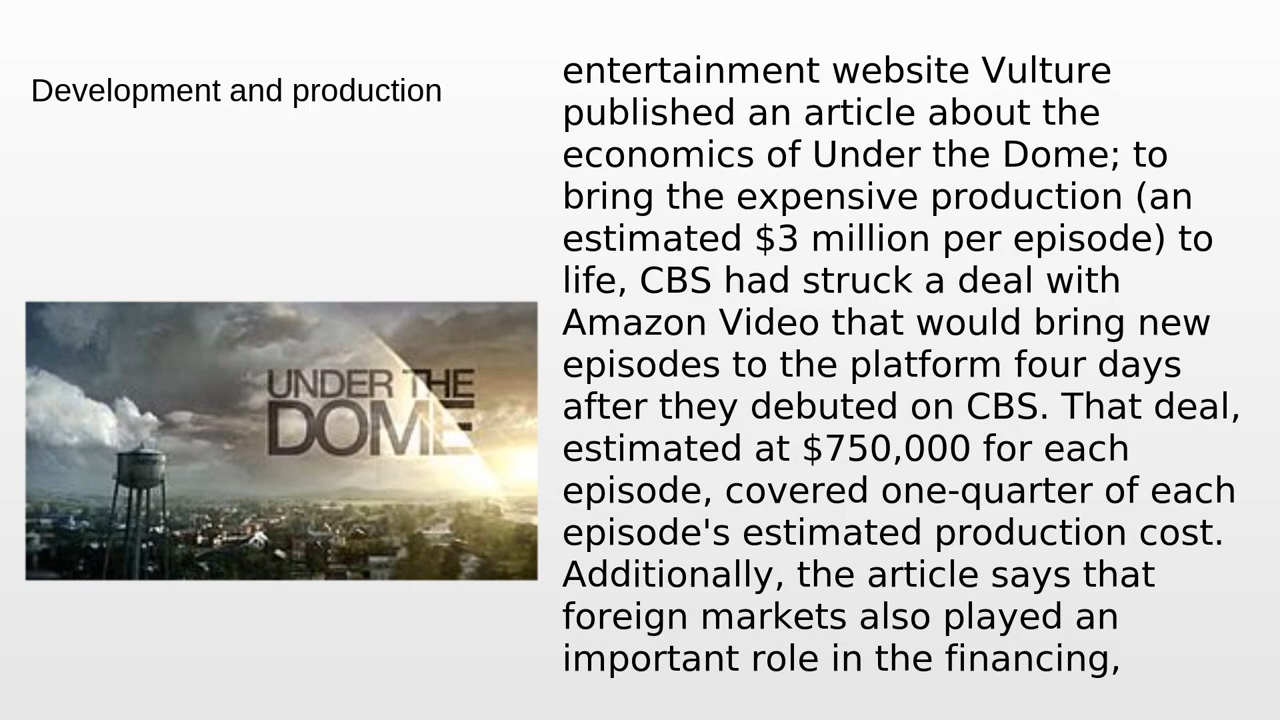 Development and production
entertainment website Vulture
published an article about the
economics of Under the Dome; to
bring the expensive production (an
estimated $3 million per episode) to
life, CBS had struck a deal with
Amazon Video that would bring new
episodes to the platform four days
after they debuted on CBS. That deal,
estimated at $750,000 for each
episode, covered one-quarter of each
episode's estimated production cost.
Additionally, the article says that
foreign markets also played an
important role in the financing,
UNDER THE
DOME